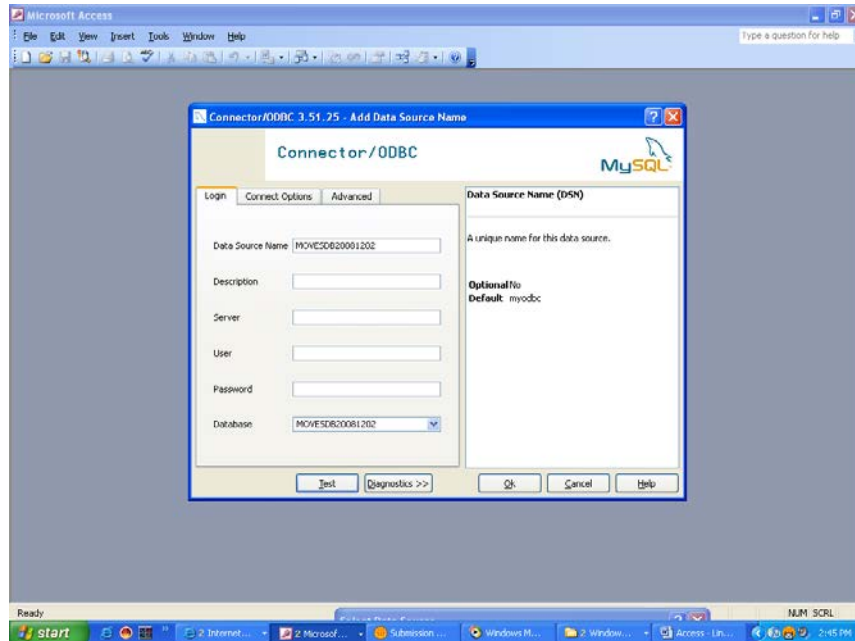 Microsoft Access
File Edit View Insert Tools Window Help
Type a question for help
Connector/ODBC 3.51.25 - Add Data Source Name
Connector/ODBC
MySQL
Login Connect Options Advanced
Data Source Name (DSN)
A unique name for this data source.
Optional No
Default myodbc
Data Source Name MOVESDB20081202
Description
Server
User
Password
Database MOVESDB20081202
Test Diagnostics >> Ok Cancel Help
Ready
NUM SCRL
Select Data Source
start 2 Internet... 2 Microsof... Submission ... Windows M... 2 Window... Access - Lin... 2:45 PM